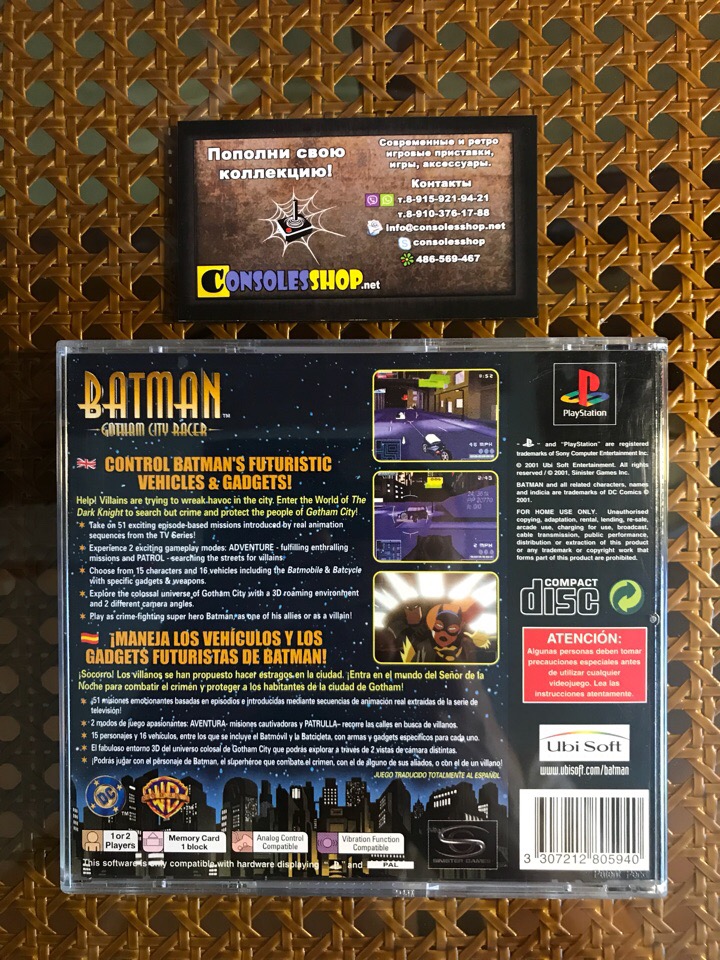 Пополни свою
коллекцию!
Современные и ретро
игровые приставки,
игры, аксессуары.
Контакты
т.8-915-921-94-21
т.8-910-376-17-88
info@consolesshop.net
consolesshop
486-569-467
CONSOLESSHOP.net
BATMAN™
GOTHAM CITY RACER
CONTROL BATMAN'S FUTURISTIC
VEHICLES & GADGETS!
Help! Villains are trying to wreak havoc in the city. Enter the World of The
Dark Knight to search out crime and protect the people of Gotham City!
Take on 51 exciting episode-based missions introduced by real animation
sequences from the TV Series!
Experience 2 exciting gameplay modes: ADVENTURE - fulfilling enthralling
missions and PATROL - searching the streets for villains.
Choose from 15 characters and 16 vehicles including the Batmobile & Batcycle
with specific gadgets & weapons.
Explore the colossal universe of Gotham City with a 3D roaming environment
and 2 different camera angles.
Play as crime-fighting super hero Batman, as one of his allies or as a villain!
¡MANEJA LOS VEHÍCULOS Y LOS
GADGETS FUTURISTAS DE BATMAN!
¡Socorro! Los villanos se han propuesto hacer estragos en la ciudad. ¡Entra en el mundo del Señor de la
Noche para combatir el crimen y proteger a los habitantes de la ciudad de Gotham!
¡51 misiones emocionantes basadas en episodios e introducidas mediante secuencias de animación real extraídas de la serie de
televisión!
2 modos de juego apasionantes: AVENTURA- misiones cautivadoras y PATRULLA- recorre las calles en busca de villanos.
15 personajes y 16 vehículos, entre los que se incluye el Batmóvil y la Batcicleta, con armas y gadgets específicos para cada uno.
El fabuloso entorno 3D del universo colosal de Gotham City que podrás explorar a través de 2 vistas de cámara distintas.
¡Podrás jugar con el personaje de Batman, el superhéroe que combate el crimen, con el de alguno de sus aliados, o con el de un villano!
JUEGO TRADUCIDO TOTALMENTE AL ESPAÑOL
DC
WB
1 or 2
Players
Memory Card
1 block
Analog Control
Compatible
Vibration Function
Compatible
This software is only compatible with hardware displaying " " and PAL
SINISTER GAMES
PlayStation
" " and "PlayStation" are registered
trademarks of Sony Computer Entertainment Inc.
© 2001 Ubi Soft Entertainment. All rights
reserved / © 2001, Sinister Games Inc.
BATMAN and all related characters, names
and indicia are trademarks of DC Comics ©
2001.
FOR HOME USE ONLY. Unauthorised
copying, adaptation, rental, lending, re-sale,
arcade use, charging for use, broadcast,
cable transmission, public performance,
distribution or extraction of this product
or any trademark or copyright work that
forms part of this product are prohibited.
COMPACT
disc
ATENCIÓN:
Algunas personas deben tomar
precauciones especiales antes
de utilizar cualquier
videojuego. Lea las
instrucciones atentamente.
Ubi Soft
www.ubisoft.com/batman
3 307212 805940